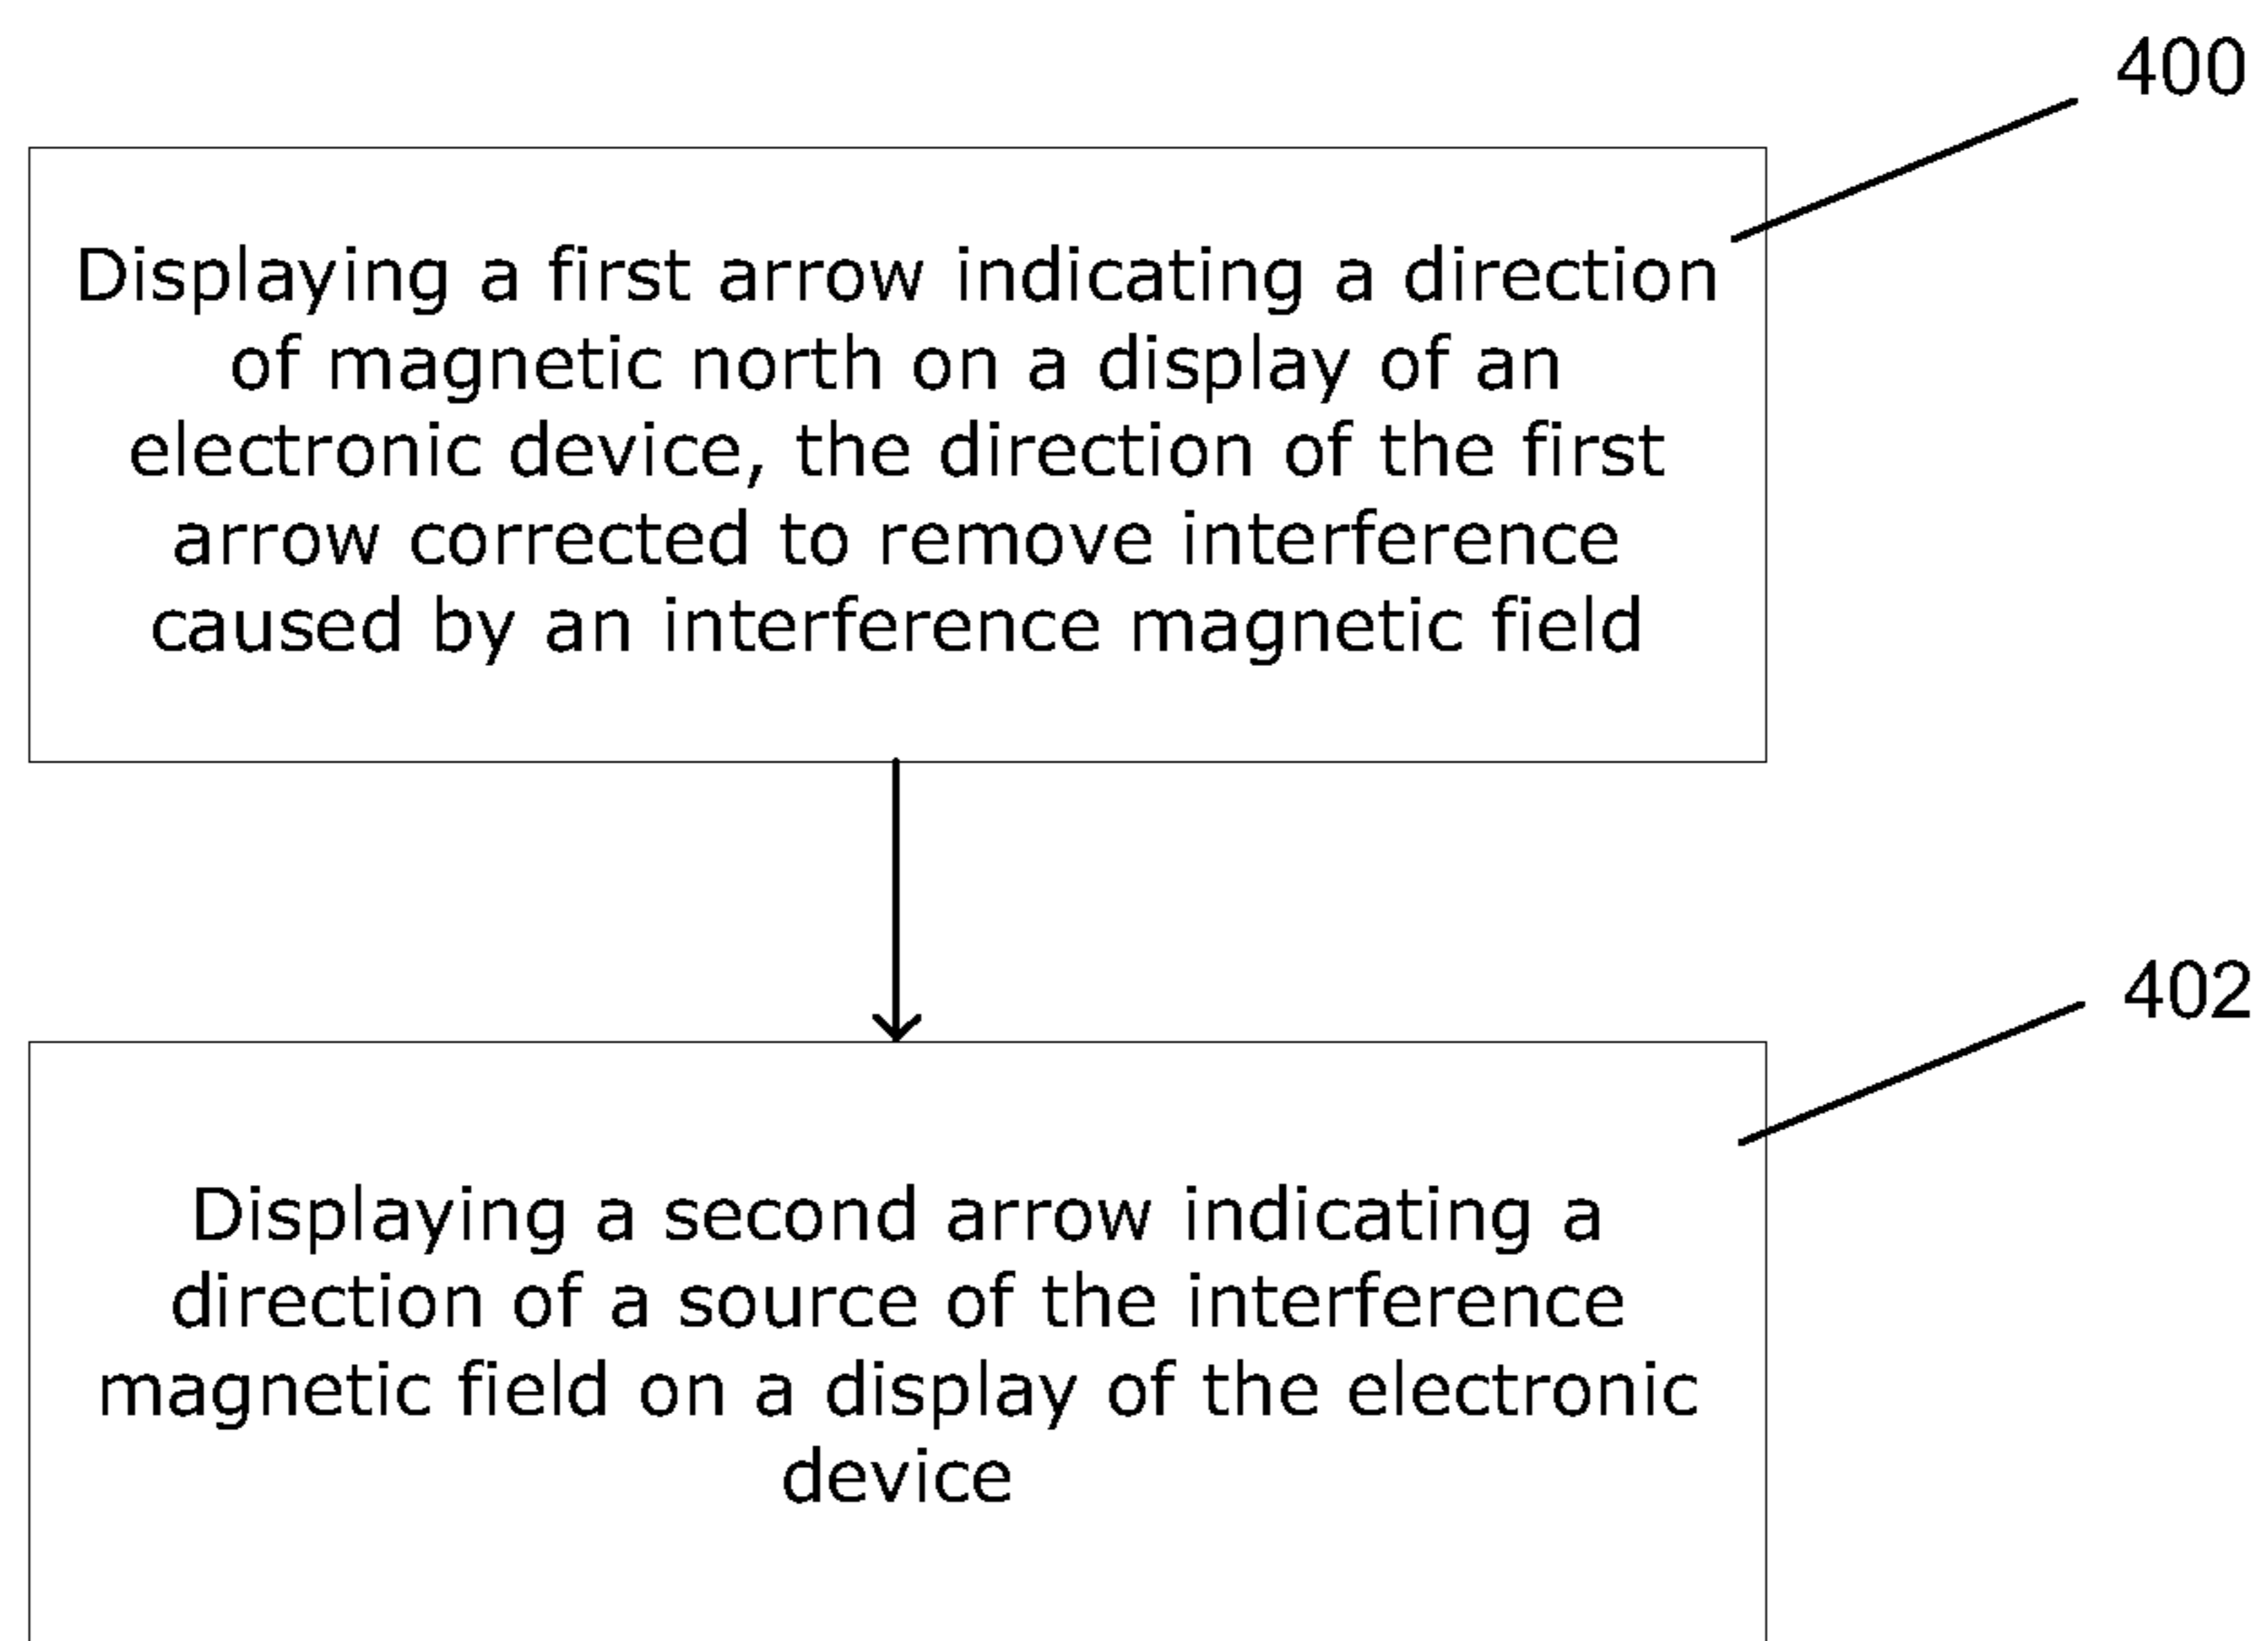 400
Displaying a first arrow indicating a direction
of magnetic north on a display of an
electronic device, the direction of the first
arrow corrected to remove interference
caused by an interference magnetic field
402
Displaying a second arrow indicating a
direction of a source of the interference
magnetic field on a display of the electronic
device